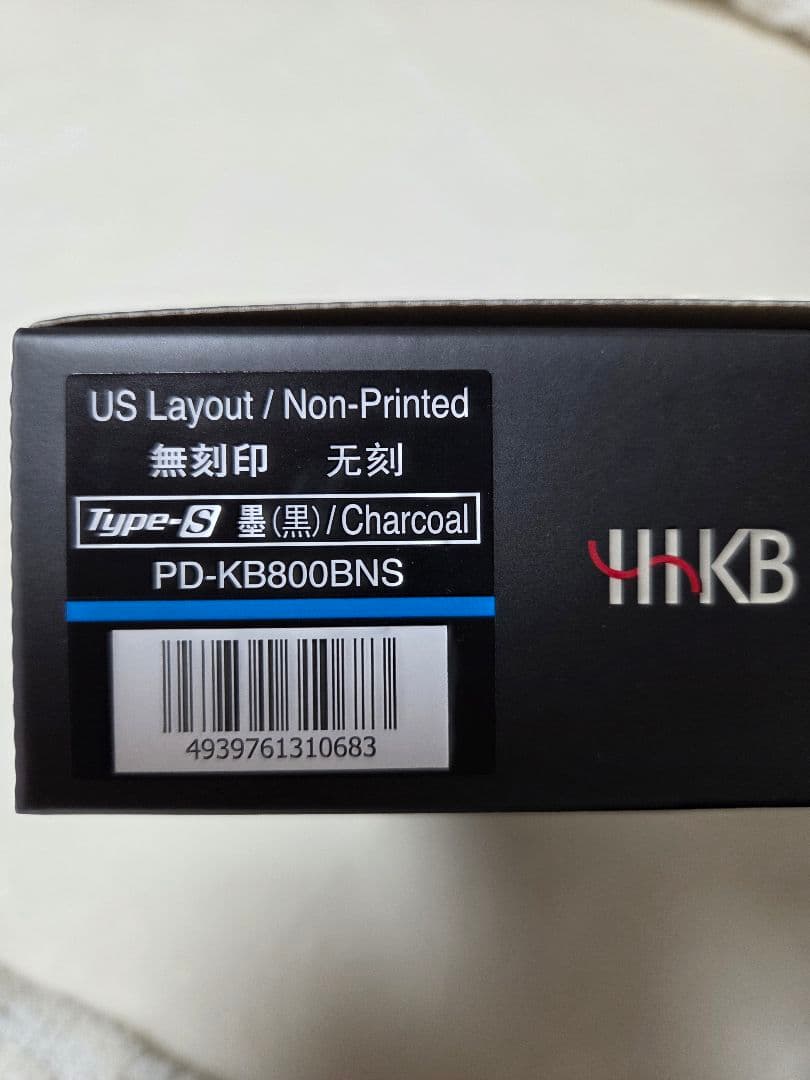 US Layout / Non-Printed
無刻印 无刻
Type-S 墨(黒)/Charcoal
PD-KB800BNS
4939761310683
HHKB